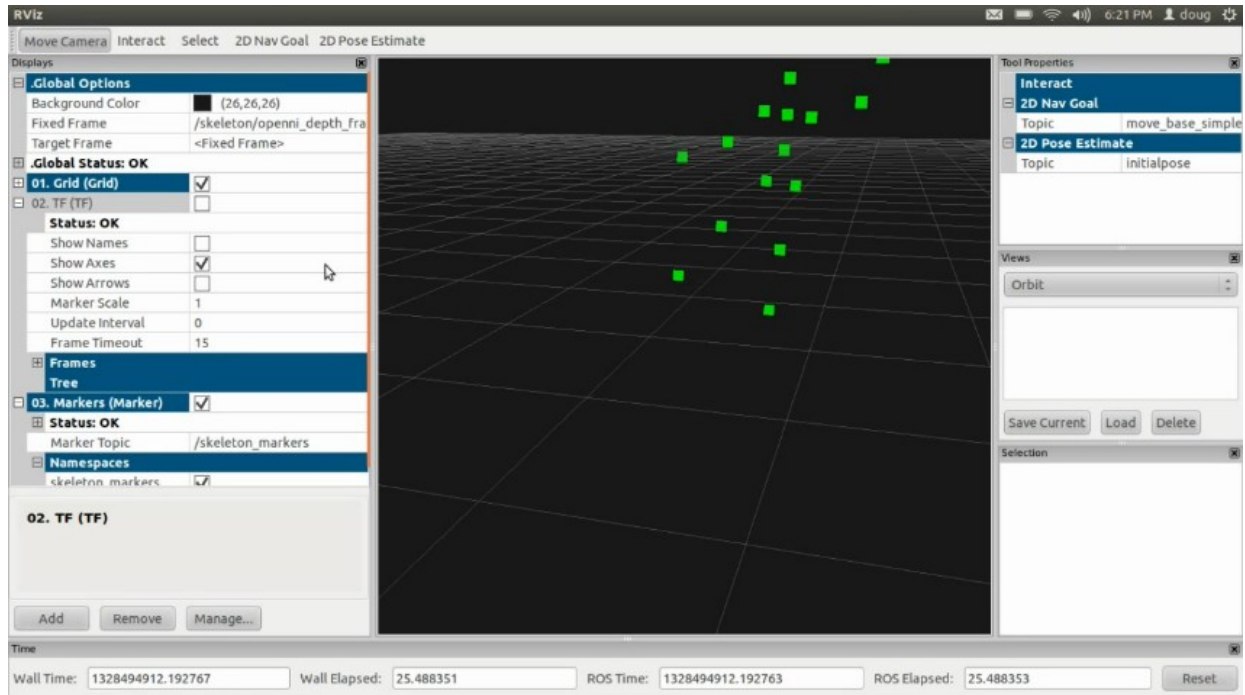 RViz
6:21 PM doug
Move Camera Interact Select 2D Nav Goal 2D Pose Estimate
Displays
.Global Options
Background Color (26,26,26)
Fixed Frame /skeleton/openni_depth_fra
Target Frame <Fixed Frame>
.Global Status: OK
01. Grid (Grid)
02. TF (TF)
Status: OK
Show Names
Show Axes
Show Arrows
Marker Scale 1
Update Interval 0
Frame Timeout 15
Frames
Tree
03. Markers (Marker)
Status: OK
Marker Topic /skeleton_markers
Namespaces
skeleton_markers
02. TF (TF)
Add Remove Manage...
Tool Properties
Interact
2D Nav Goal
Topic move_base_simple
2D Pose Estimate
Topic initialpose
Views
Orbit
Save Current Load Delete
Selection
Time
Wall Time: 1328494912.192767 Wall Elapsed: 25.488351 ROS Time: 1328494912.192763 ROS Elapsed: 25.488353 Reset